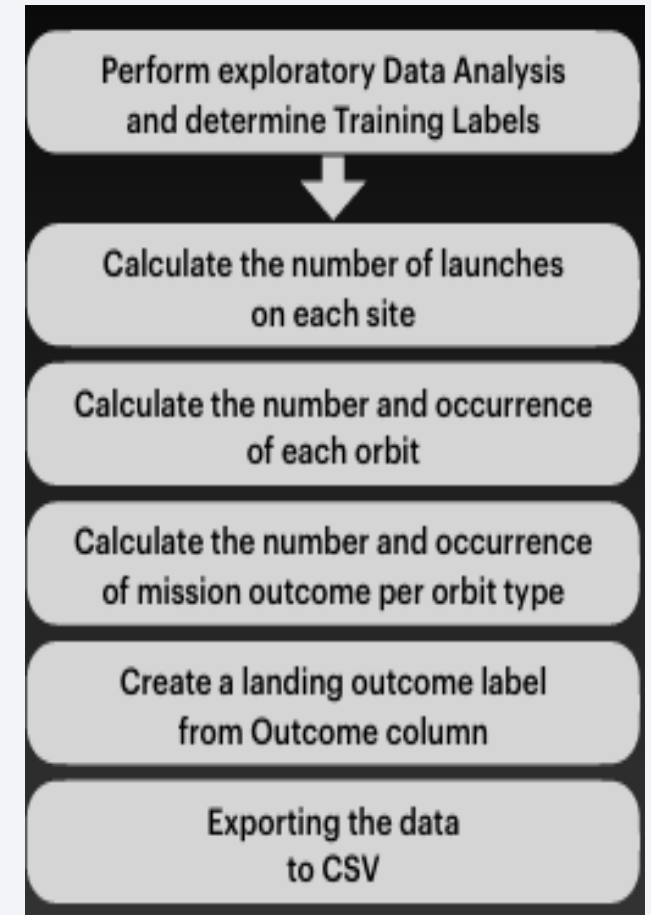 Perform exploratory Data Analysis
and determine Training Labels
Calculate the number of launches
on each site
Calculate the number and occurrence
of each orbit
Calculate the number and occurrence
of mission outcome per orbit type
Create a landing outcome label
from Outcome column
Exporting the data
to CSV